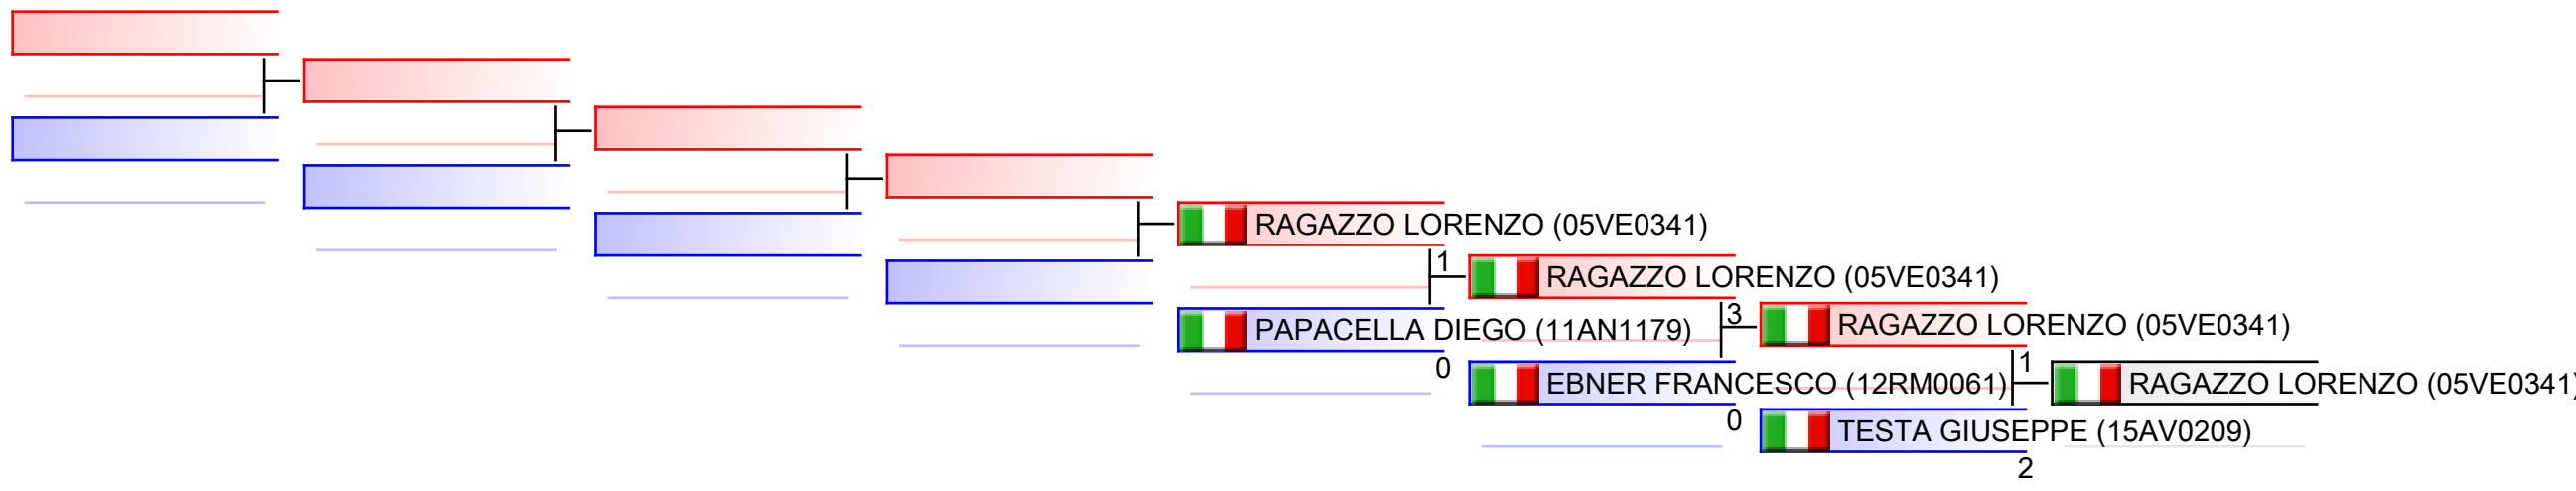 RAGAZZO LORENZO (05VE0341)
1
RAGAZZO LORENZO (05VE0341)
PAPACELLA DIEGO (11AN1179)
0
3
RAGAZZO LORENZO (05VE0341)
EBNER FRANCESCO (12RM0061)
0
1
RAGAZZO LORENZO (05VE0341)
TESTA GIUSEPPE (15AV0209)
2